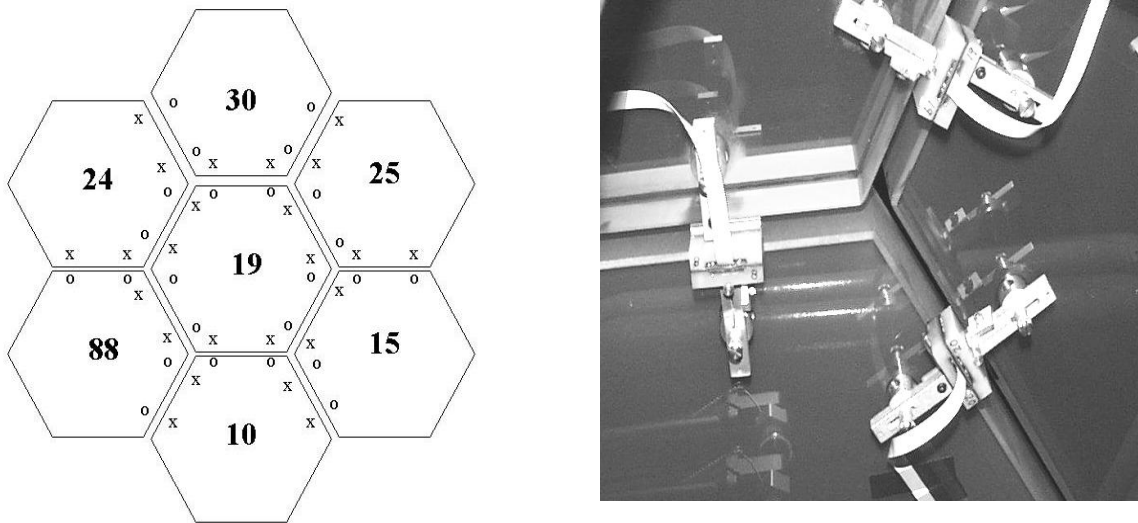 o 30 o
x x
o o
x x x x
24 25
o o o o
x x
o o
x x x x x x
19
o o o o o o
x x
o o
x x x x
88 15
o o o o
x x
o o
x x
10